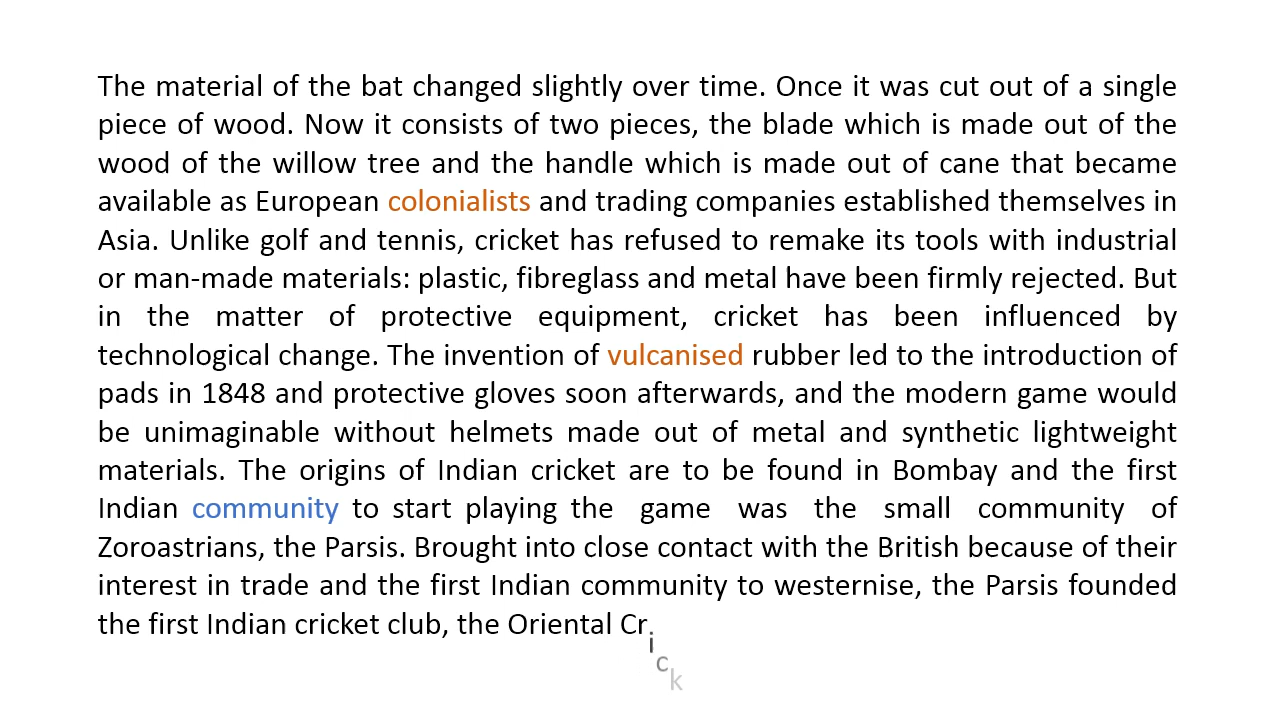 The material of the bat changed slightly over time. Once it was cut out of a single
piece of wood. Now it consists of two pieces, the blade which is made out of the
wood of the willow tree and the handle which is made out of cane that became
available as European colonialists and trading companies established themselves in
Asia. Unlike golf and tennis, cricket has refused to remake its tools with industrial
or man-made materials: plastic, fibreglass and metal have been firmly rejected. But
in the matter of protective equipment, cricket has been influenced by
technological change. The invention of vulcanised rubber led to the introduction of
pads in 1848 and protective gloves soon afterwards, and the modern game would
be unimaginable without helmets made out of metal and synthetic lightweight
materials. The origins of Indian cricket are to be found in Bombay and the first
Indian community to start playing the game was the small community of
Zoroastrians, the Parsis. Brought into close contact with the British because of their
interest in trade and the first Indian community to westernise, the Parsis founded
the first Indian cricket club, the Oriental Crick